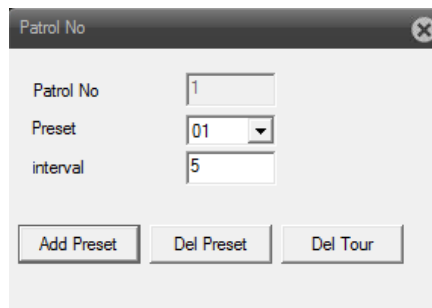 Patrol No
Patrol No 1
Preset 01
interval 5
Add Preset Del Preset Del Tour